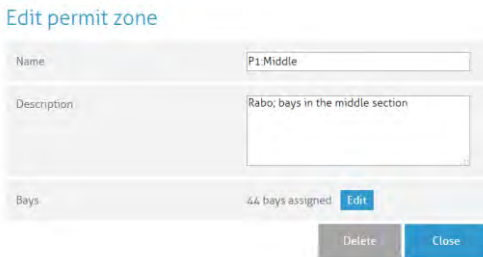 Edit permit zone
Name P1:Middle
Description Rabo; bays in the middle section
Bays 44 bays assigned Edit
Delete Close